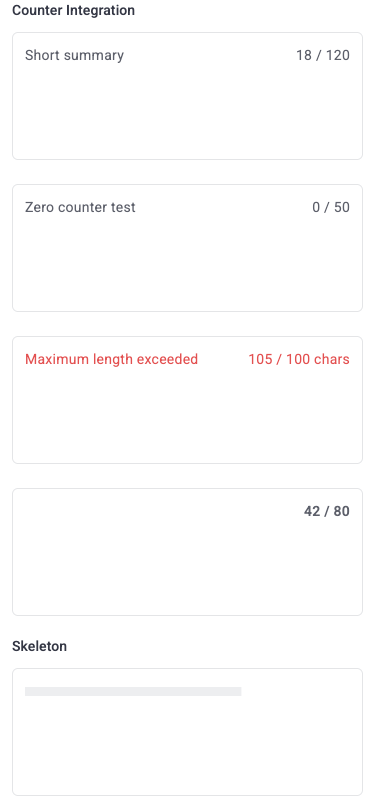 Counter Integration
Short summary 18 / 120
Zero counter test 0 / 50
Maximum length exceeded 105 / 100 chars
42 / 80
Skeleton